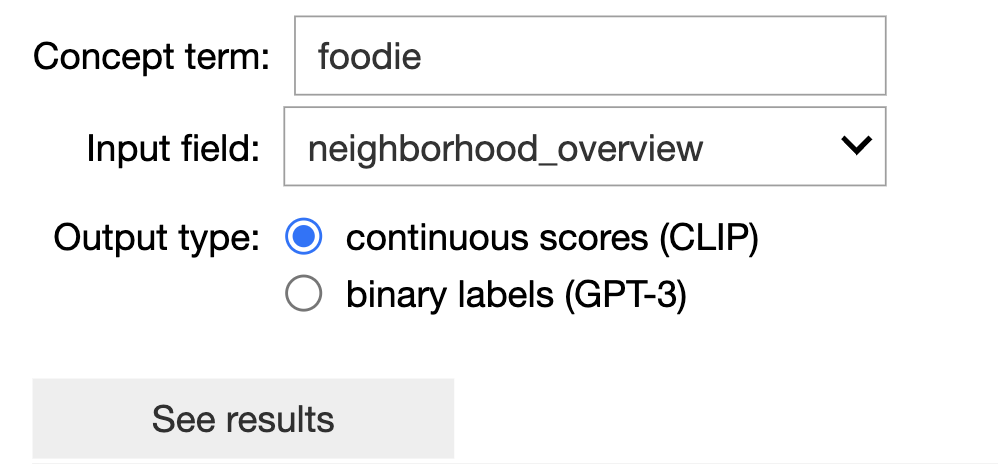 Concept term: foodie
Input field: neighborhood_overview
Output type: continuous scores (CLIP)
binary labels (GPT-3)
See results